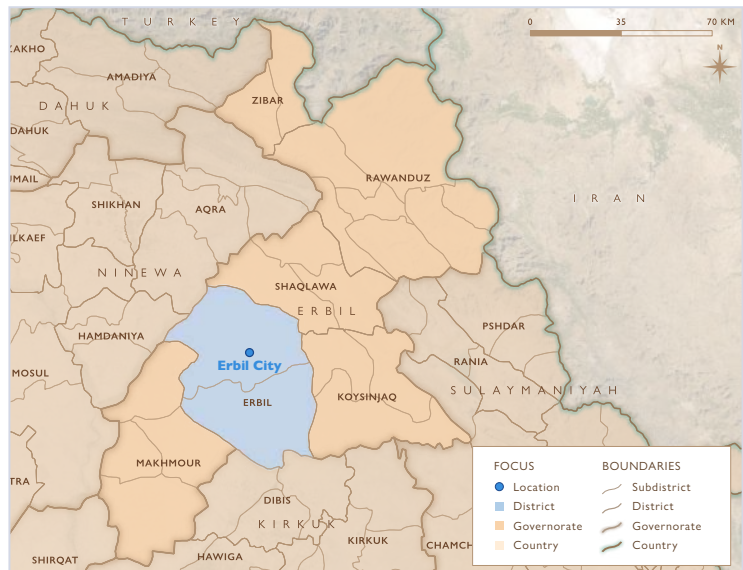 TURKEY
0 35 70 KM
N
ZAKHO
AMADIYA
DAHUK
ZIBAR
DAHUK
RAWANDUZ
UMAIL
SHIKHAN
AQRA
IRAN
ILKAEF
NINEWA
SHAQLAWA
ERBIL
PSHDAR
HAMDANIYA
RANIA
Erbil City
MOSUL
SULAYMANIYAH
KOYSINJAQ
ERBIL
MAKHMOUR
TRA
DIBIS
KIRKUK
KIRKUK
CHAMCH
HAWIGA
SHIRQAT
FOCUS
Location
District
Governorate
Country
BOUNDARIES
Subdistrict
District
Governorate
Country